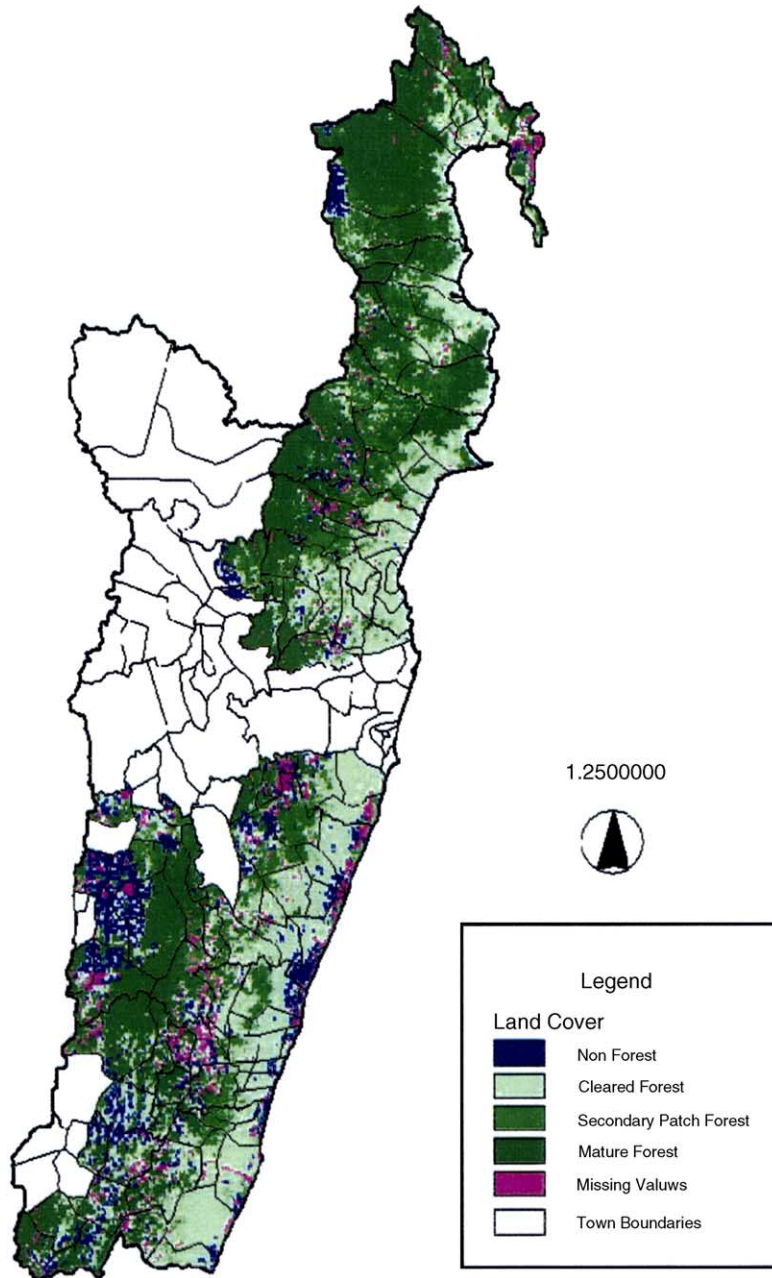 1.2500000
Legend
Land Cover
Non Forest
Cleared Forest
Secondary Patch Forest
Mature Forest
Missing Valuws
Town Boundaries